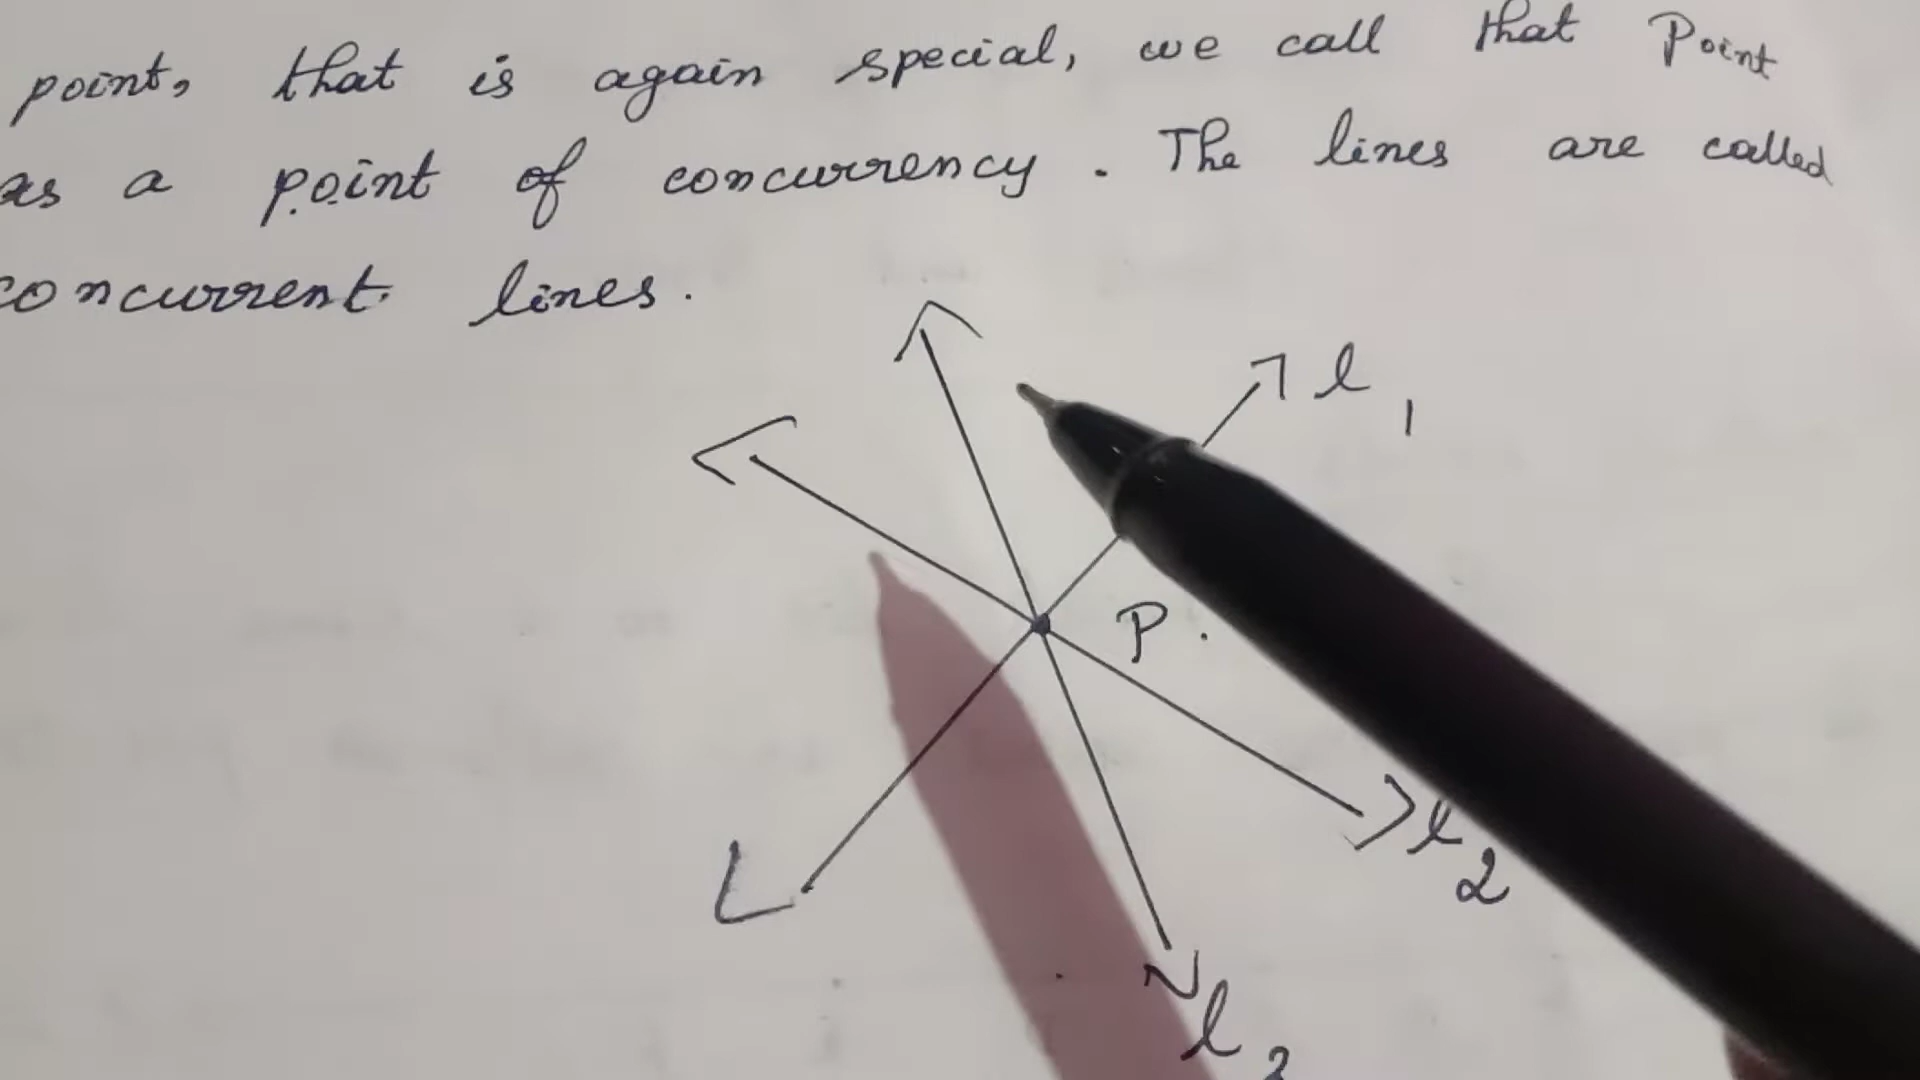 point, that is again special, we call that Point
as a point of concurrency. The lines are called
concurrent lines.
l1
P.
l2
l3